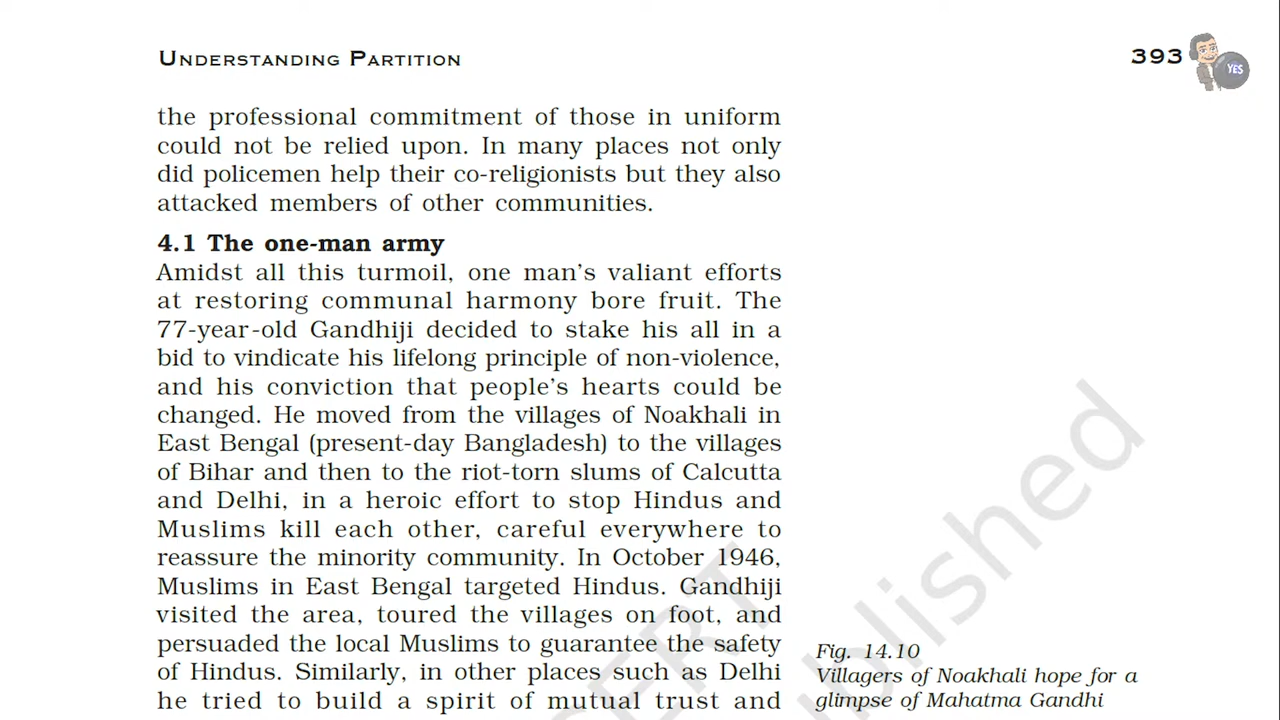 UNDERSTANDING PARTITION
393
YES
the professional commitment of those in uniform
could not be relied upon. In many places not only
did policemen help their co-religionists but they also
attacked members of other communities.
4.1 The one-man army
Amidst all this turmoil, one man’s valiant efforts
at restoring communal harmony bore fruit. The
77-year-old Gandhiji decided to stake his all in a
bid to vindicate his lifelong principle of non-violence,
and his conviction that people’s hearts could be
changed. He moved from the villages of Noakhali in
East Bengal (present-day Bangladesh) to the villages
of Bihar and then to the riot-torn slums of Calcutta
and Delhi, in a heroic effort to stop Hindus and
Muslims kill each other, careful everywhere to
reassure the minority community. In October 1946,
Muslims in East Bengal targeted Hindus. Gandhiji
visited the area, toured the villages on foot, and
persuaded the local Muslims to guarantee the safety
of Hindus. Similarly, in other places such as Delhi
he tried to build a spirit of mutual trust and
Fig. 14.10
Villagers of Noakhali hope for a
glimpse of Mahatma Gandhi